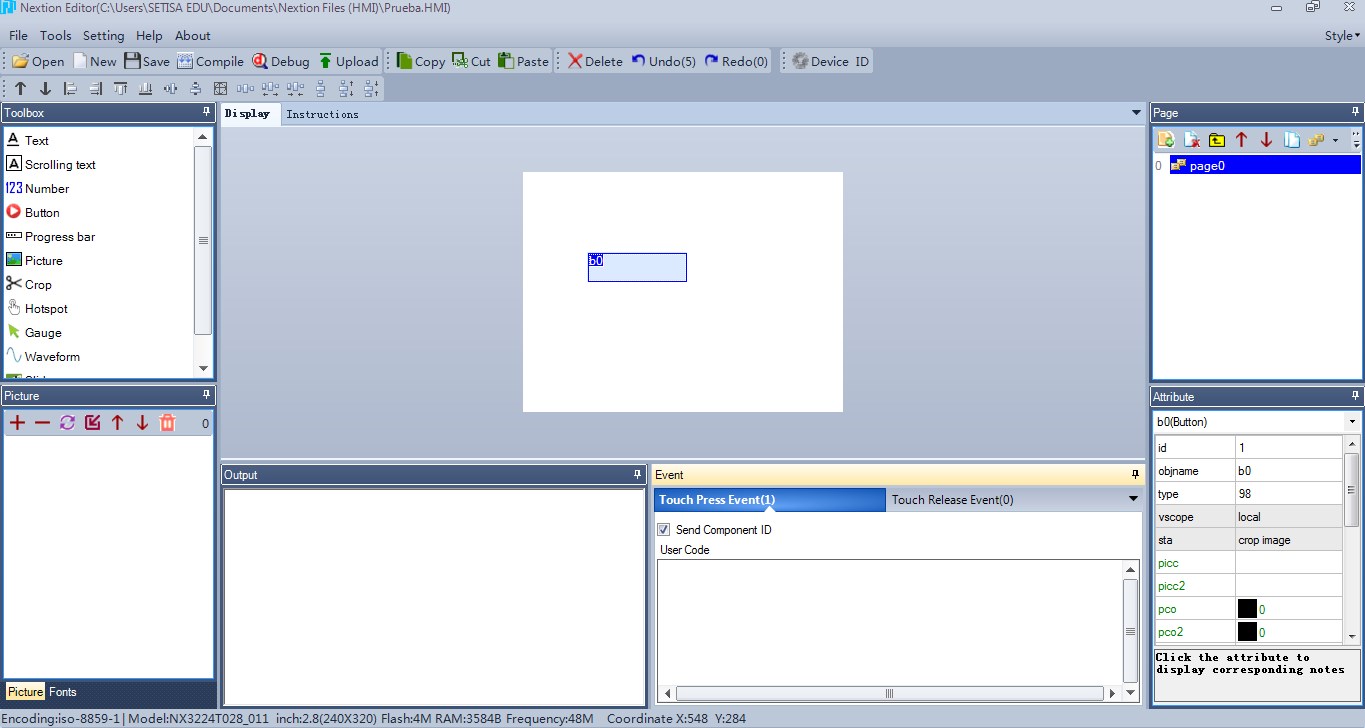 Nextion Editor(C:\Users\SETISA EDU\Documents\Nextion Files (HMI)\Prueba.HMI)
File Tools Setting Help About Style
Open New Save Compile Debug Upload Copy Cut Paste Delete Undo(5) Redo(0) Device ID
Toolbox
Text
Scrolling text
123 Number
Button
Progress bar
Picture
Crop
Hotspot
Gauge
Waveform
Display Instructions
b0
Page
0 page0
Picture
0
Picture Fonts
Output
Event
Touch Press Event(1) Touch Release Event(0)
Send Component ID
User Code
Attribute
b0(Button)
id 1
objname b0
type 98
vscope local
sta crop image
picc
picc2
pco 0
pco2 0
Click the attribute to
display corresponding notes
Encoding:iso-8859-1| Model:NX3224T028_011 inch:2.8(240X320) Flash:4M RAM:3584B Frequency:48M Coordinate X:548 Y:284